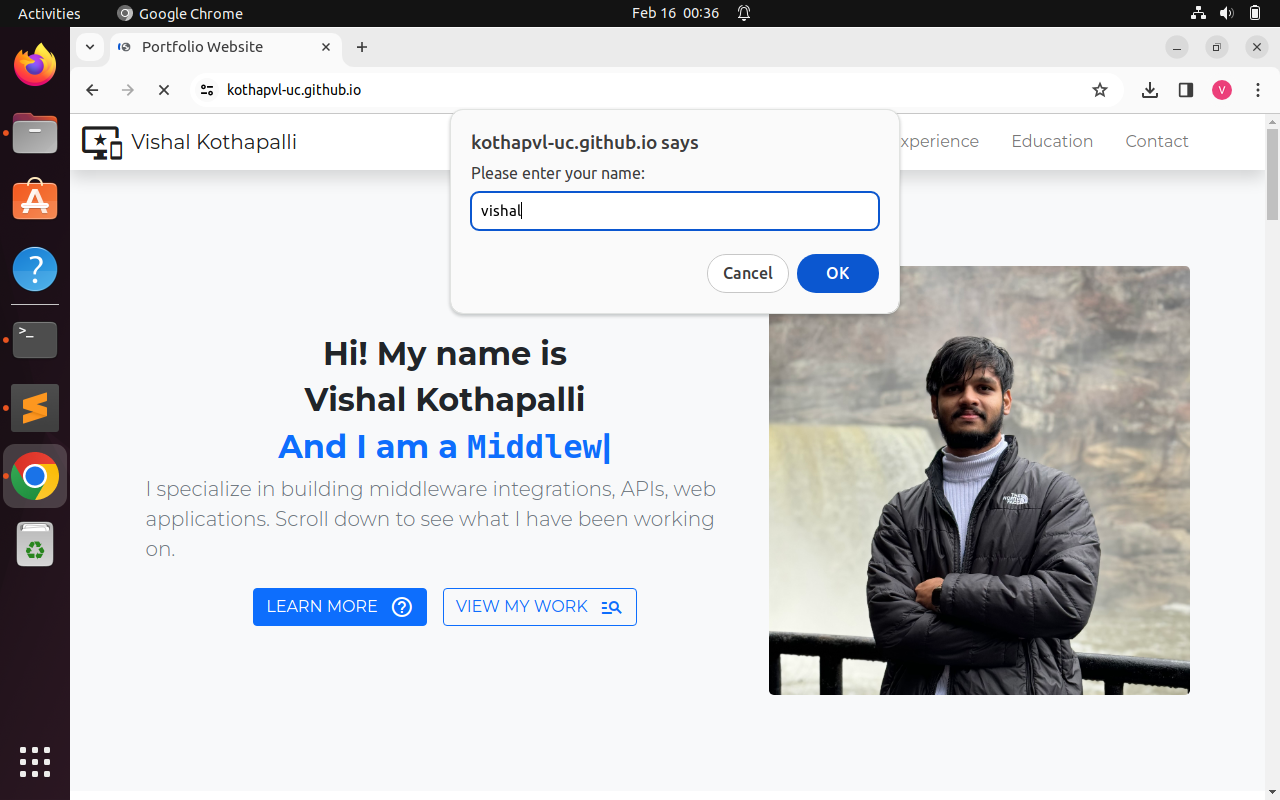 Activities
Google Chrome
Feb 16 00:36
Portfolio Website
kothapvl-uc.github.io
V
Vishal Kothapalli
xperience
Education
Contact
kothapvl-uc.github.io says
Please enter your name:
vishal
Cancel
OK
Hi! My name is
Vishal Kothapalli
And I am a Middlew|
I specialize in building middleware integrations, APIs, web
applications. Scroll down to see what I have been working
on.
LEARN MORE
VIEW MY WORK
THE
NORTH
FACE